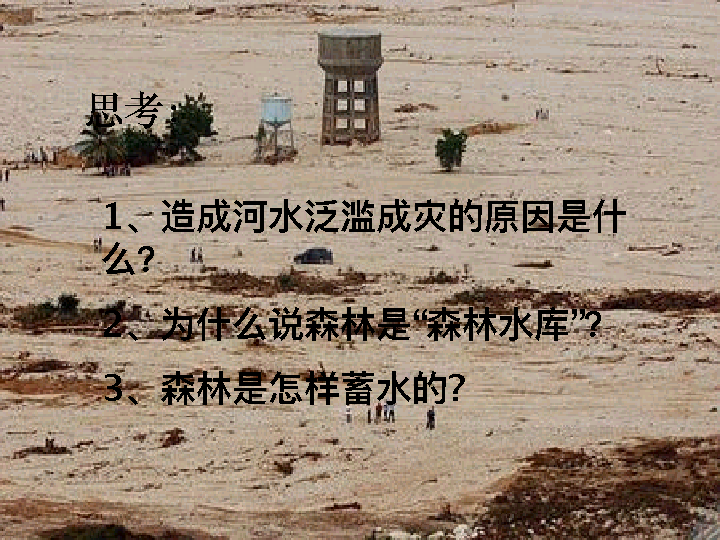 思考：
1、造成河水泛滥成灾的原因是什
么？
2、为什么说森林是“森林水库”？
3、森林是怎样蓄水的？